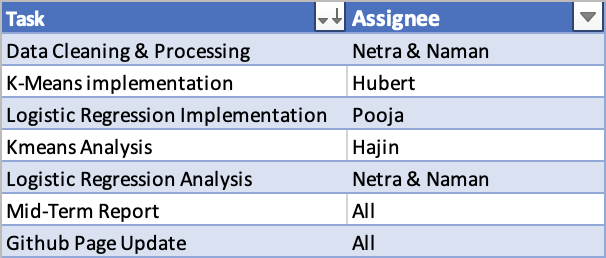 Task Assignee
Data Cleaning & Processing Netra & Naman
K-Means implementation Hubert
Logistic Regression Implementation Pooja
Kmeans Analysis Hajin
Logistic Regression Analysis Netra & Naman
Mid-Term Report All
Github Page Update All